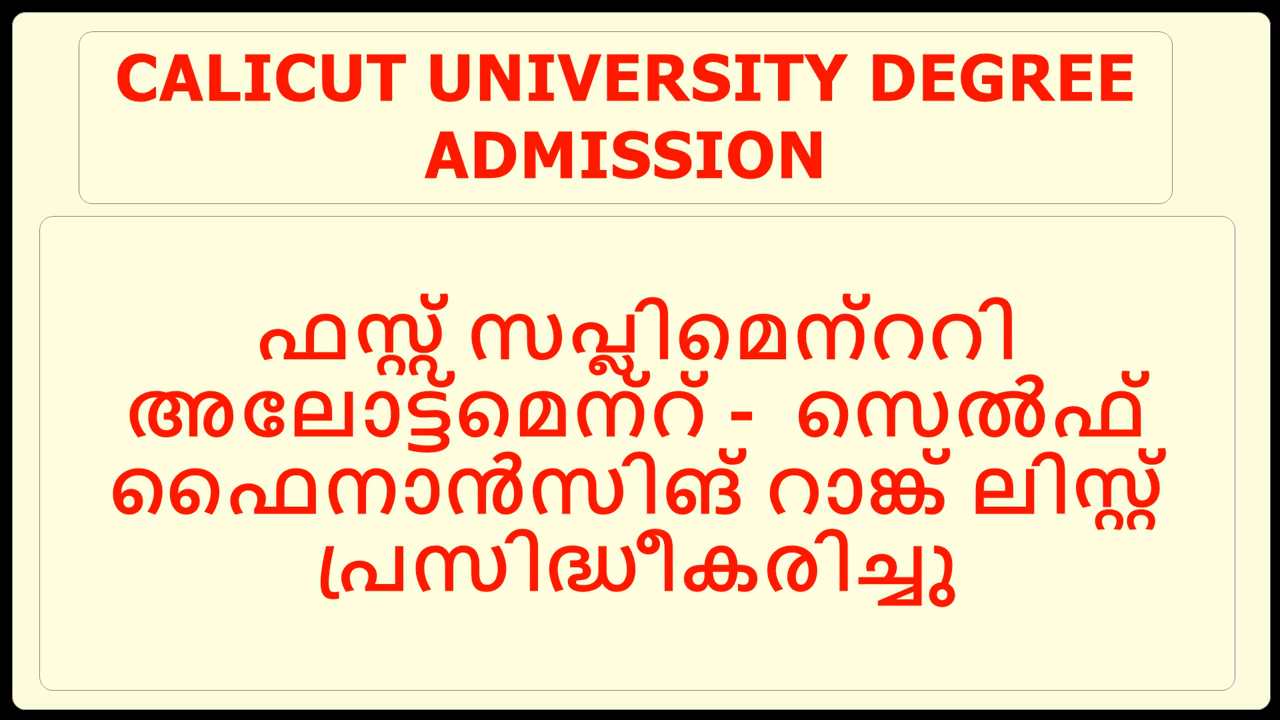 CALICUT UNIVERSITY DEGREE
ADMISSION
ഫസ്റ്റ് സപ്ലിമെന്ററി
അലോട്ട്മെന്റ് - സെൽഫ്
ഫൈനാൻസിങ് റാങ്ക് ലിസ്റ്റ്
പ്രസിദ്ധീകരിച്ചു